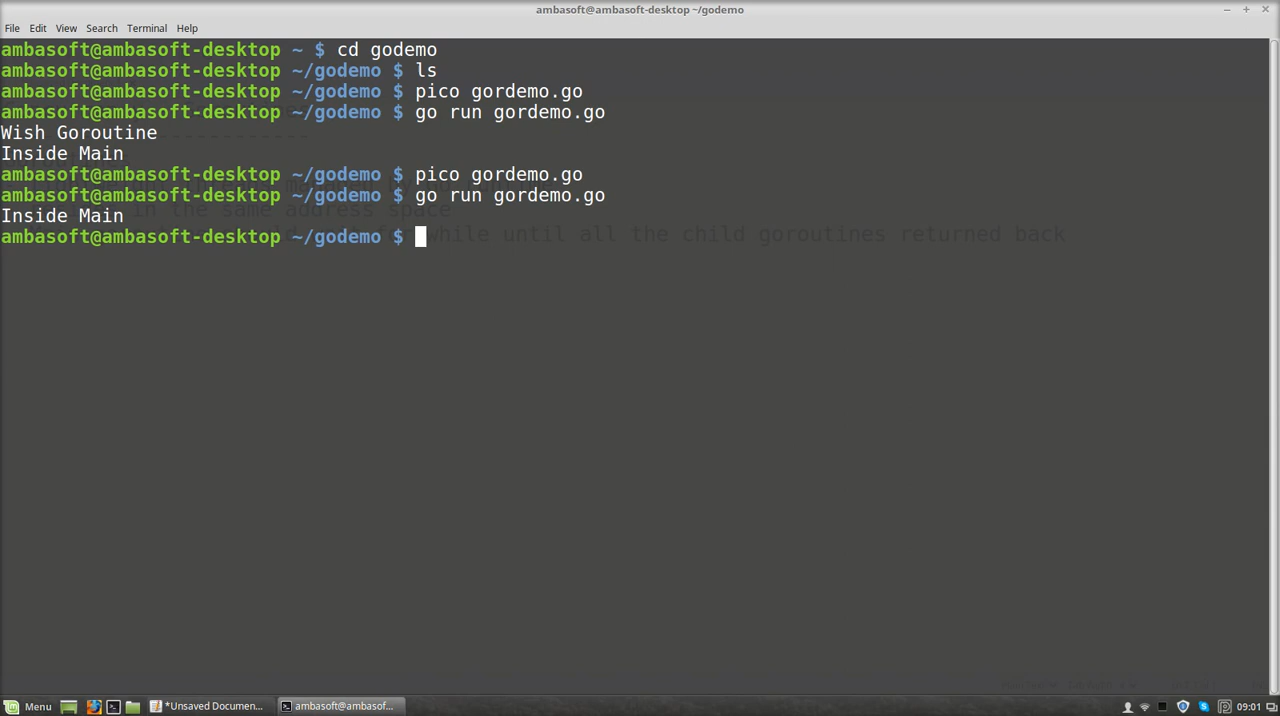 ambasoft@ambasoft-desktop ~/godemo
File Edit View Search Terminal Help
ambasoft@ambasoft-desktop ~ $ cd godemo
ambasoft@ambasoft-desktop ~/godemo $ ls
ambasoft@ambasoft-desktop ~/godemo $ pico gordemo.go
ambasoft@ambasoft-desktop ~/godemo $ go run gordemo.go
Wish Goroutine
Inside Main
ambasoft@ambasoft-desktop ~/godemo $ pico gordemo.go
ambasoft@ambasoft-desktop ~/godemo $ go run gordemo.go
Inside Main
in the same address space
ambasoft@ambasoft-desktop ~/godemo $
while until all the child goroutines returned back
Menu *Unsaved Documen... ambasoft@ambasof... 09:01